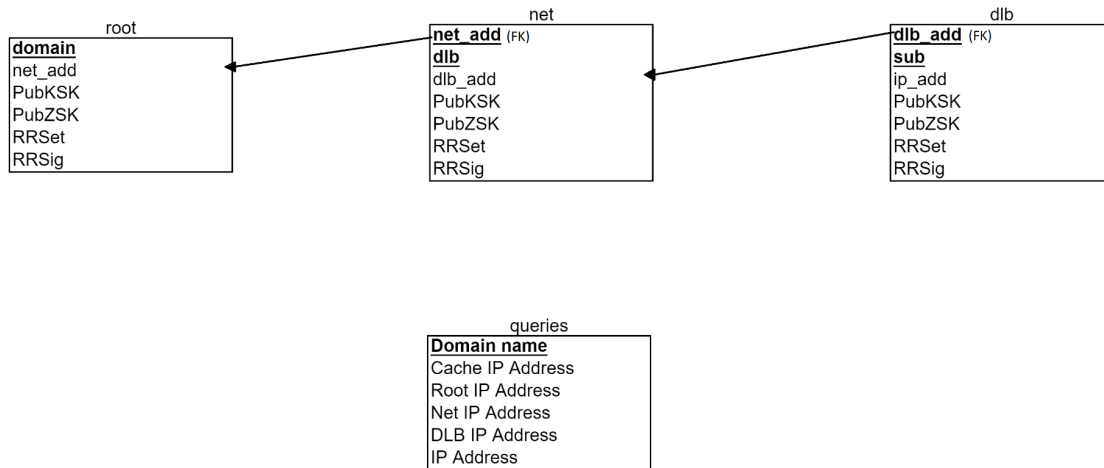 root
domain
net_add
PubKSK
PubZSK
RRSet
RRSig
net
net_add (FK)
dlb
dlb_add
PubKSK
PubZSK
RRSet
RRSig
dlb
dlb_add (FK)
sub
ip_add
PubKSK
PubZSK
RRSet
RRSig
queries
Domain name
Cache IP Address
Root IP Address
Net IP Address
DLB IP Address
IP Address